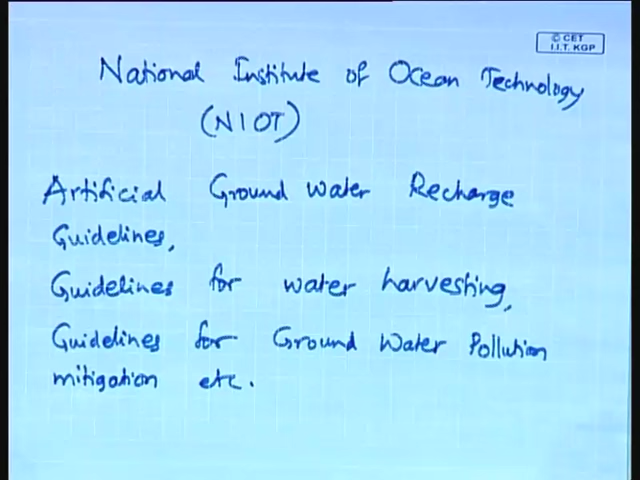 © CET
I.I.T. KGP
National Institute of Ocean Technology
(NIOT)
Artificial Ground Water Recharge
Guidelines,
Guidelines for water harvesting,
Guidelines for Ground Water Pollution
mitigation etc.